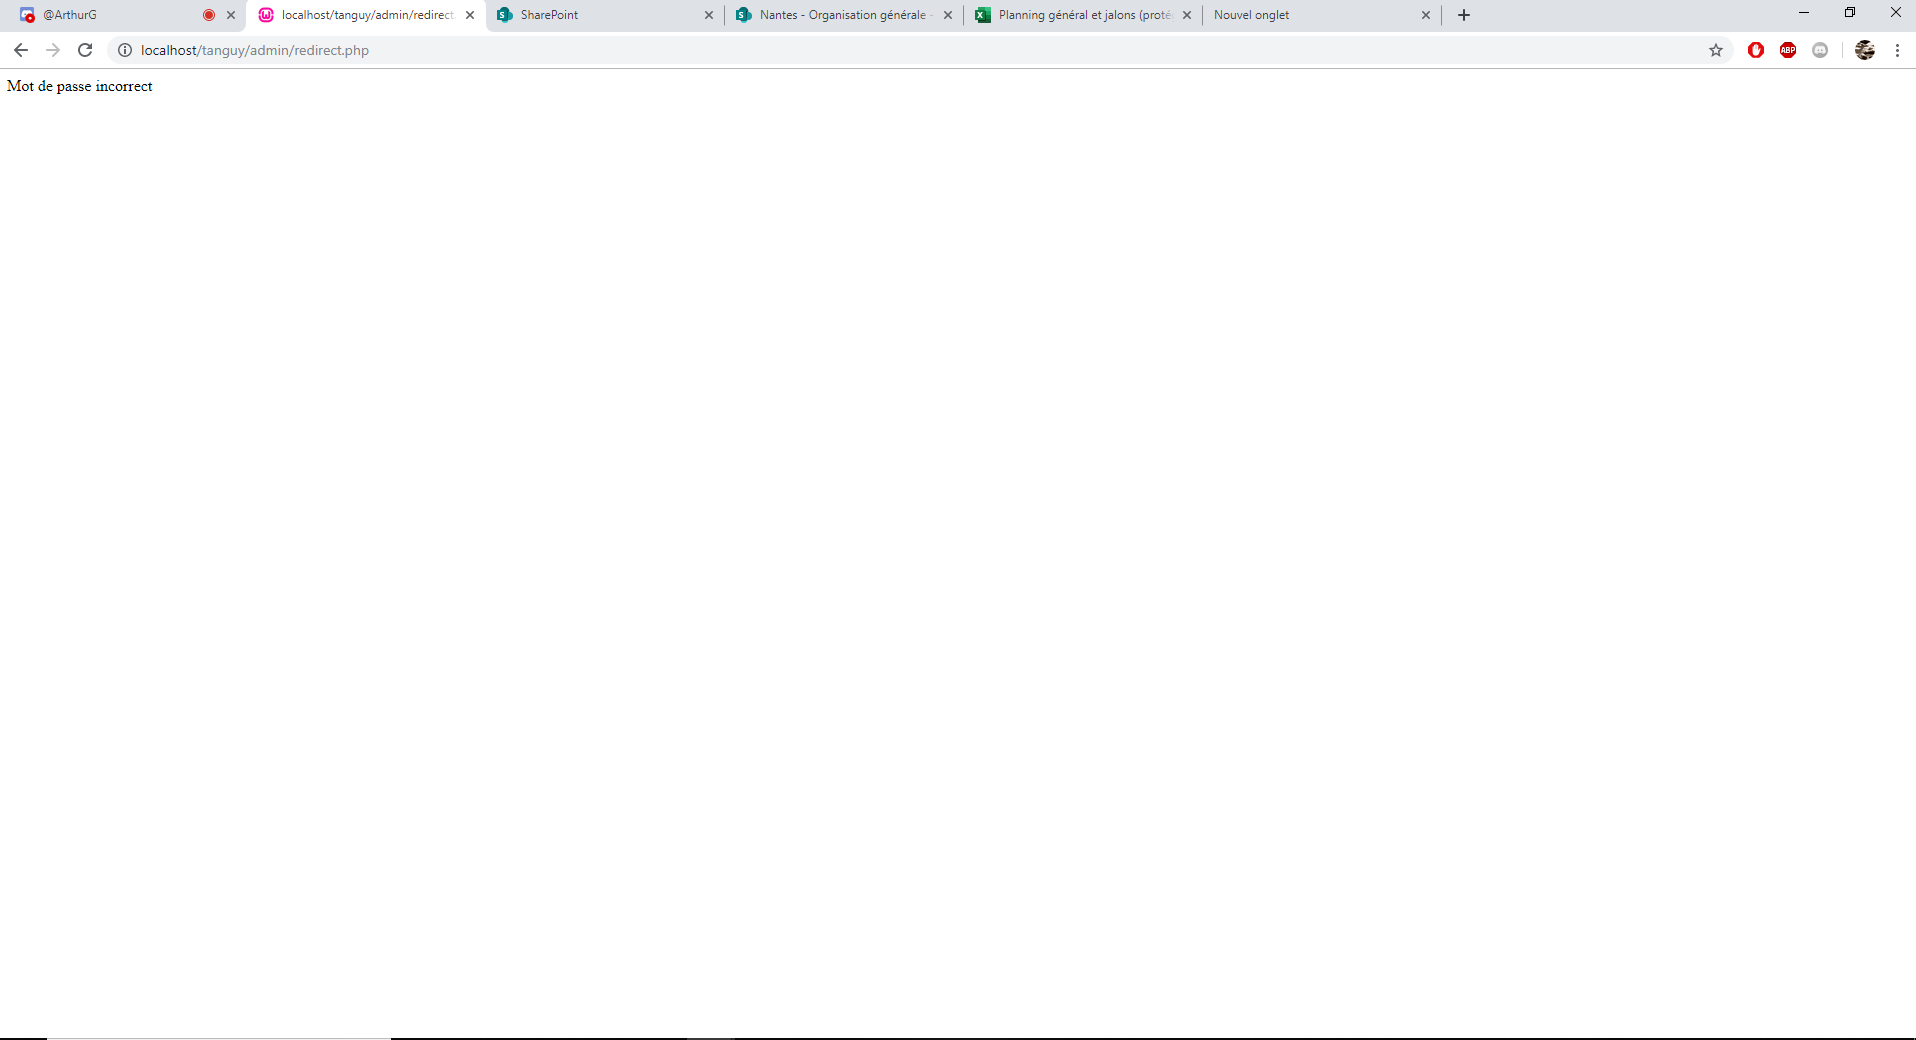 @ArthurG
localhost/tanguy/admin/redirect.
SharePoint
Nantes - Organisation générale -
Planning général et jalons (proté
Nouvel onglet
localhost/tanguy/admin/redirect.php
ABP
Mot de passe incorrect